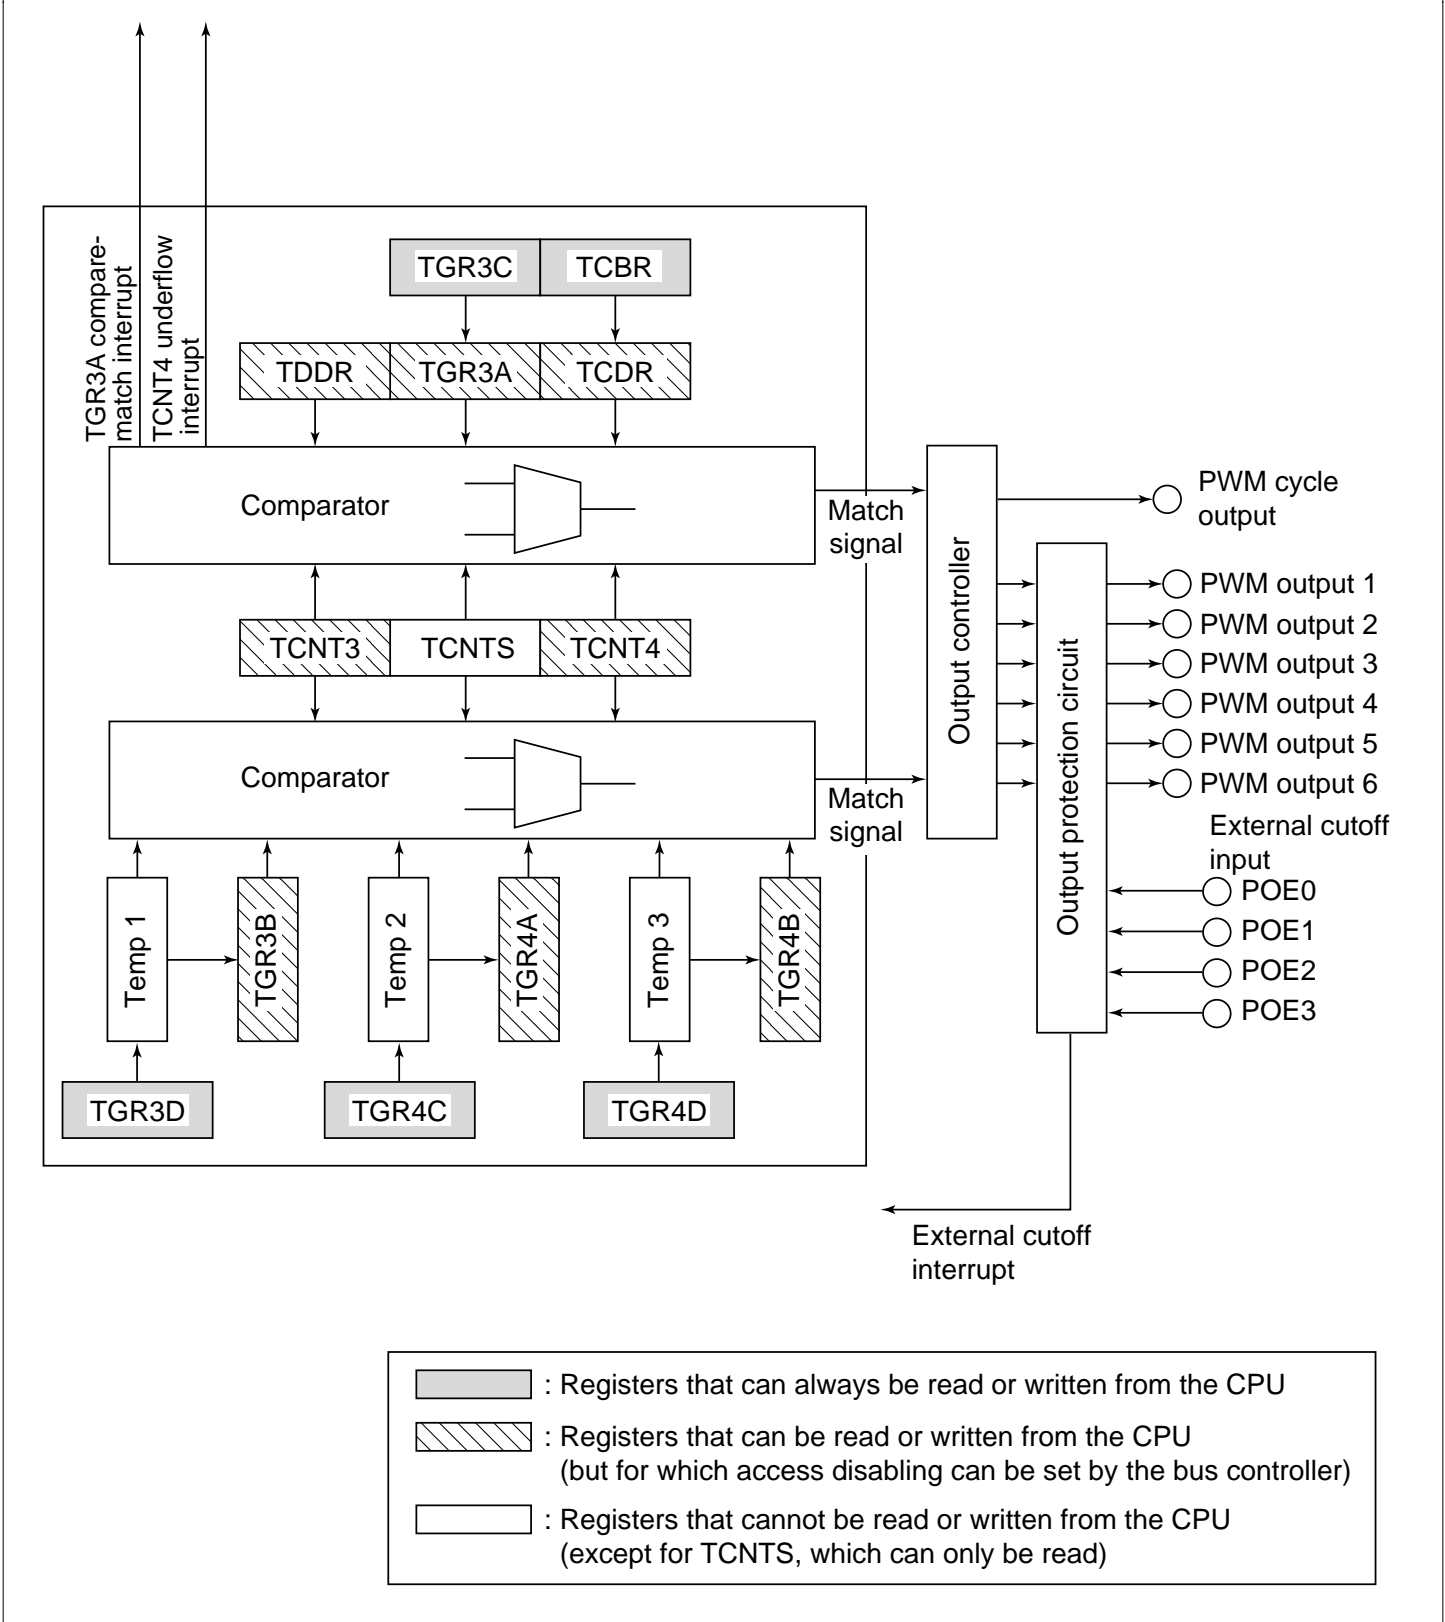 TGR3A compare-
match interrupt
TCNT4 underflow
interrupt
TGR3C
TCBR
TDDR
TGR3A
TCDR
Comparator
Match
signal
TCNT3
TCNTS
TCNT4
Comparator
Match
signal
Output controller
Output protection circuit
PWM cycle
output
PWM output 1
PWM output 2
PWM output 3
PWM output 4
PWM output 5
PWM output 6
External cutoff
input
POE0
POE1
POE2
POE3
Temp 1
TGR3B
Temp 2
TGR4A
Temp 3
TGR4B
TGR3D
TGR4C
TGR4D
External cutoff
interrupt
: Registers that can always be read or written from the CPU
: Registers that can be read or written from the CPU
(but for which access disabling can be set by the bus controller)
: Registers that cannot be read or written from the CPU
(except for TCNTS, which can only be read)